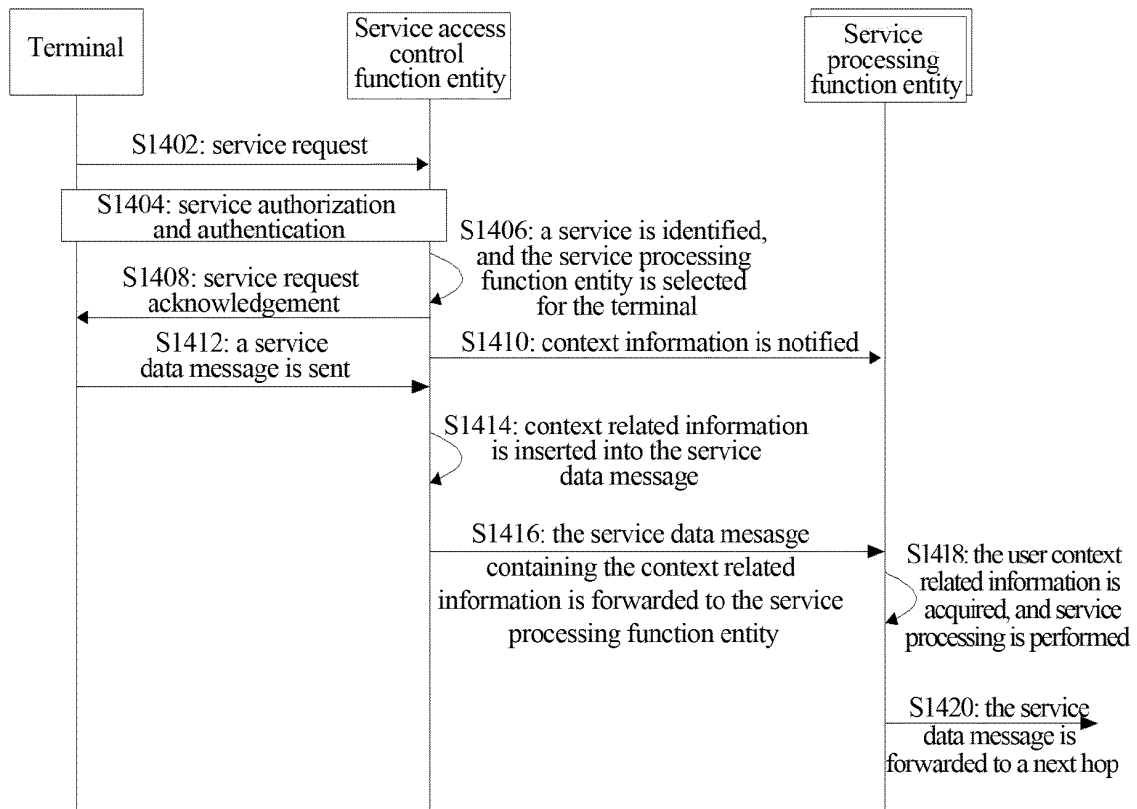 Terminal
Service access
control
function entity
Service
processing
function entity
S1402: service request
S1404: service authorization
and authentication
S1406: a service is identified,
and the service processing
function entity is selected
for the terminal
S1408: service request
acknowledgement
S1410: context information is notified
S1412: a service
data message is sent
S1414: context related information
is inserted into the service
data message
S1416: the service data mesasge
containing the context related
information is forwarded to the service
processing function entity
S1418: the user context
related information is
acquired, and service
processing is performed
S1420: the service
data message is
forwarded to a next hop